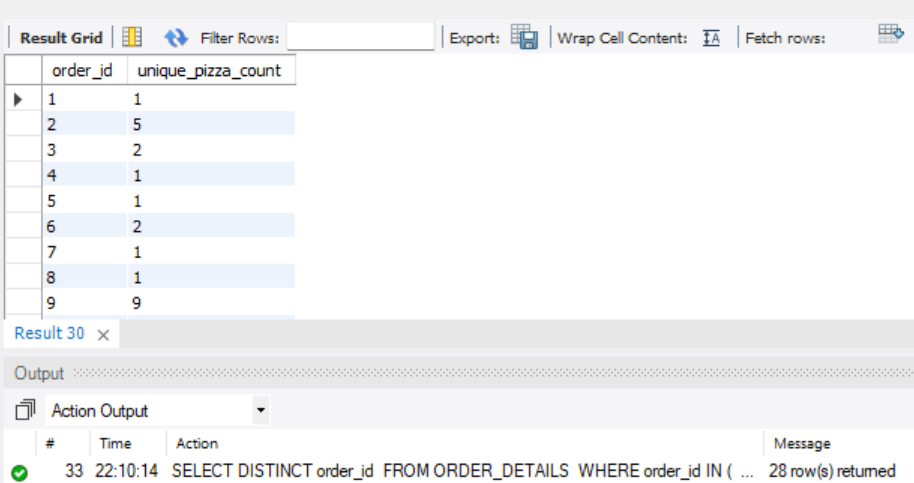 Result Grid Filter Rows: Export: Wrap Cell Content: IA Fetch rows:
order_id unique_pizza_count
1 1
2 5
3 2
4 1
5 1
6 2
7 1
8 1
9 9
Result 30 ×
Output
Action Output
# Time Action Message
33 22:10:14 SELECT DISTINCT order_id FROM ORDER_DETAILS WHERE order_id IN ( ... 28 row(s) returned